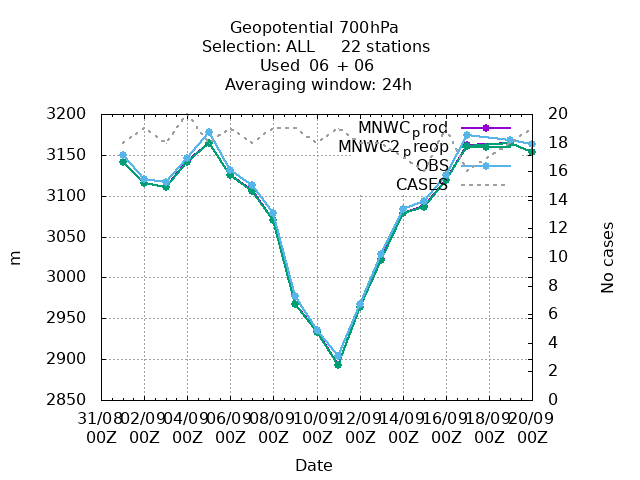 Geopotential 700hPa
Selection: ALL 22 stations
Used 06 + 06
Averaging window: 24h
3200
3150
3100
3050
3000
2950
2900
2850
m
20
18
16
14
12
10
8
6
4
2
0
No cases
MNWC_prod
MNWC2_preop
OBS
CASES
31/08 02/09 04/09 06/09 08/09 10/09 12/09 14/09 16/09 18/09 20/09
00Z 00Z 00Z 00Z 00Z 00Z 00Z 00Z 00Z 00Z 00Z
Date